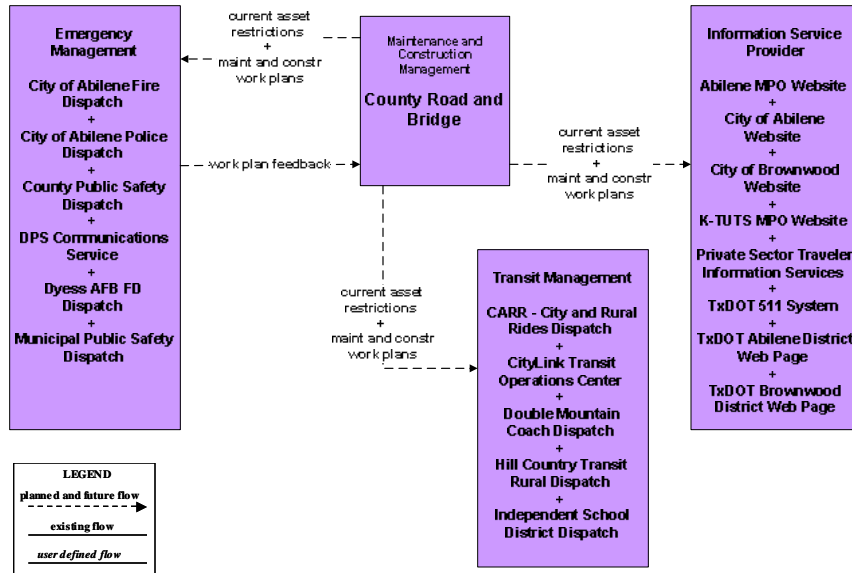 Emergency
Management
City of Abilene Fire
Dispatch
+
City of Abilene Police
Dispatch
+
County Public Safety
Dispatch
+
DPS Communications
Service
+
Dyess AFB FD
Dispatch
+
Municipal Public Safety
Dispatch
current asset
restrictions
+
maint and constr
work plans
work plan feedback
Maintenance and
Construction
Management
County Road and
Bridge
current asset
restrictions
+
maint and constr
work plans
current asset
restrictions
+
maint and constr
work plans
Information Service
Provider
Abilene MPO Website
+
City of Abilene
Website
+
City of Brownwood
Website
+
K-TUTS MPO Website
+
Private Sector Traveler
Information Services
+
TxDOT 511 System
+
TxDOT Abilene District
Web Page
+
TxDOT Brownwood
District Web Page
Transit Management
CARR - City and Rural
Rides Dispatch
+
CityLink Transit
Operations Center
+
Double Mountain
Coach Dispatch
+
Hill Country Transit
Rural Dispatch
+
Independent School
District Dispatch
LEGEND
planned and future flow
existing flow
user defined flow